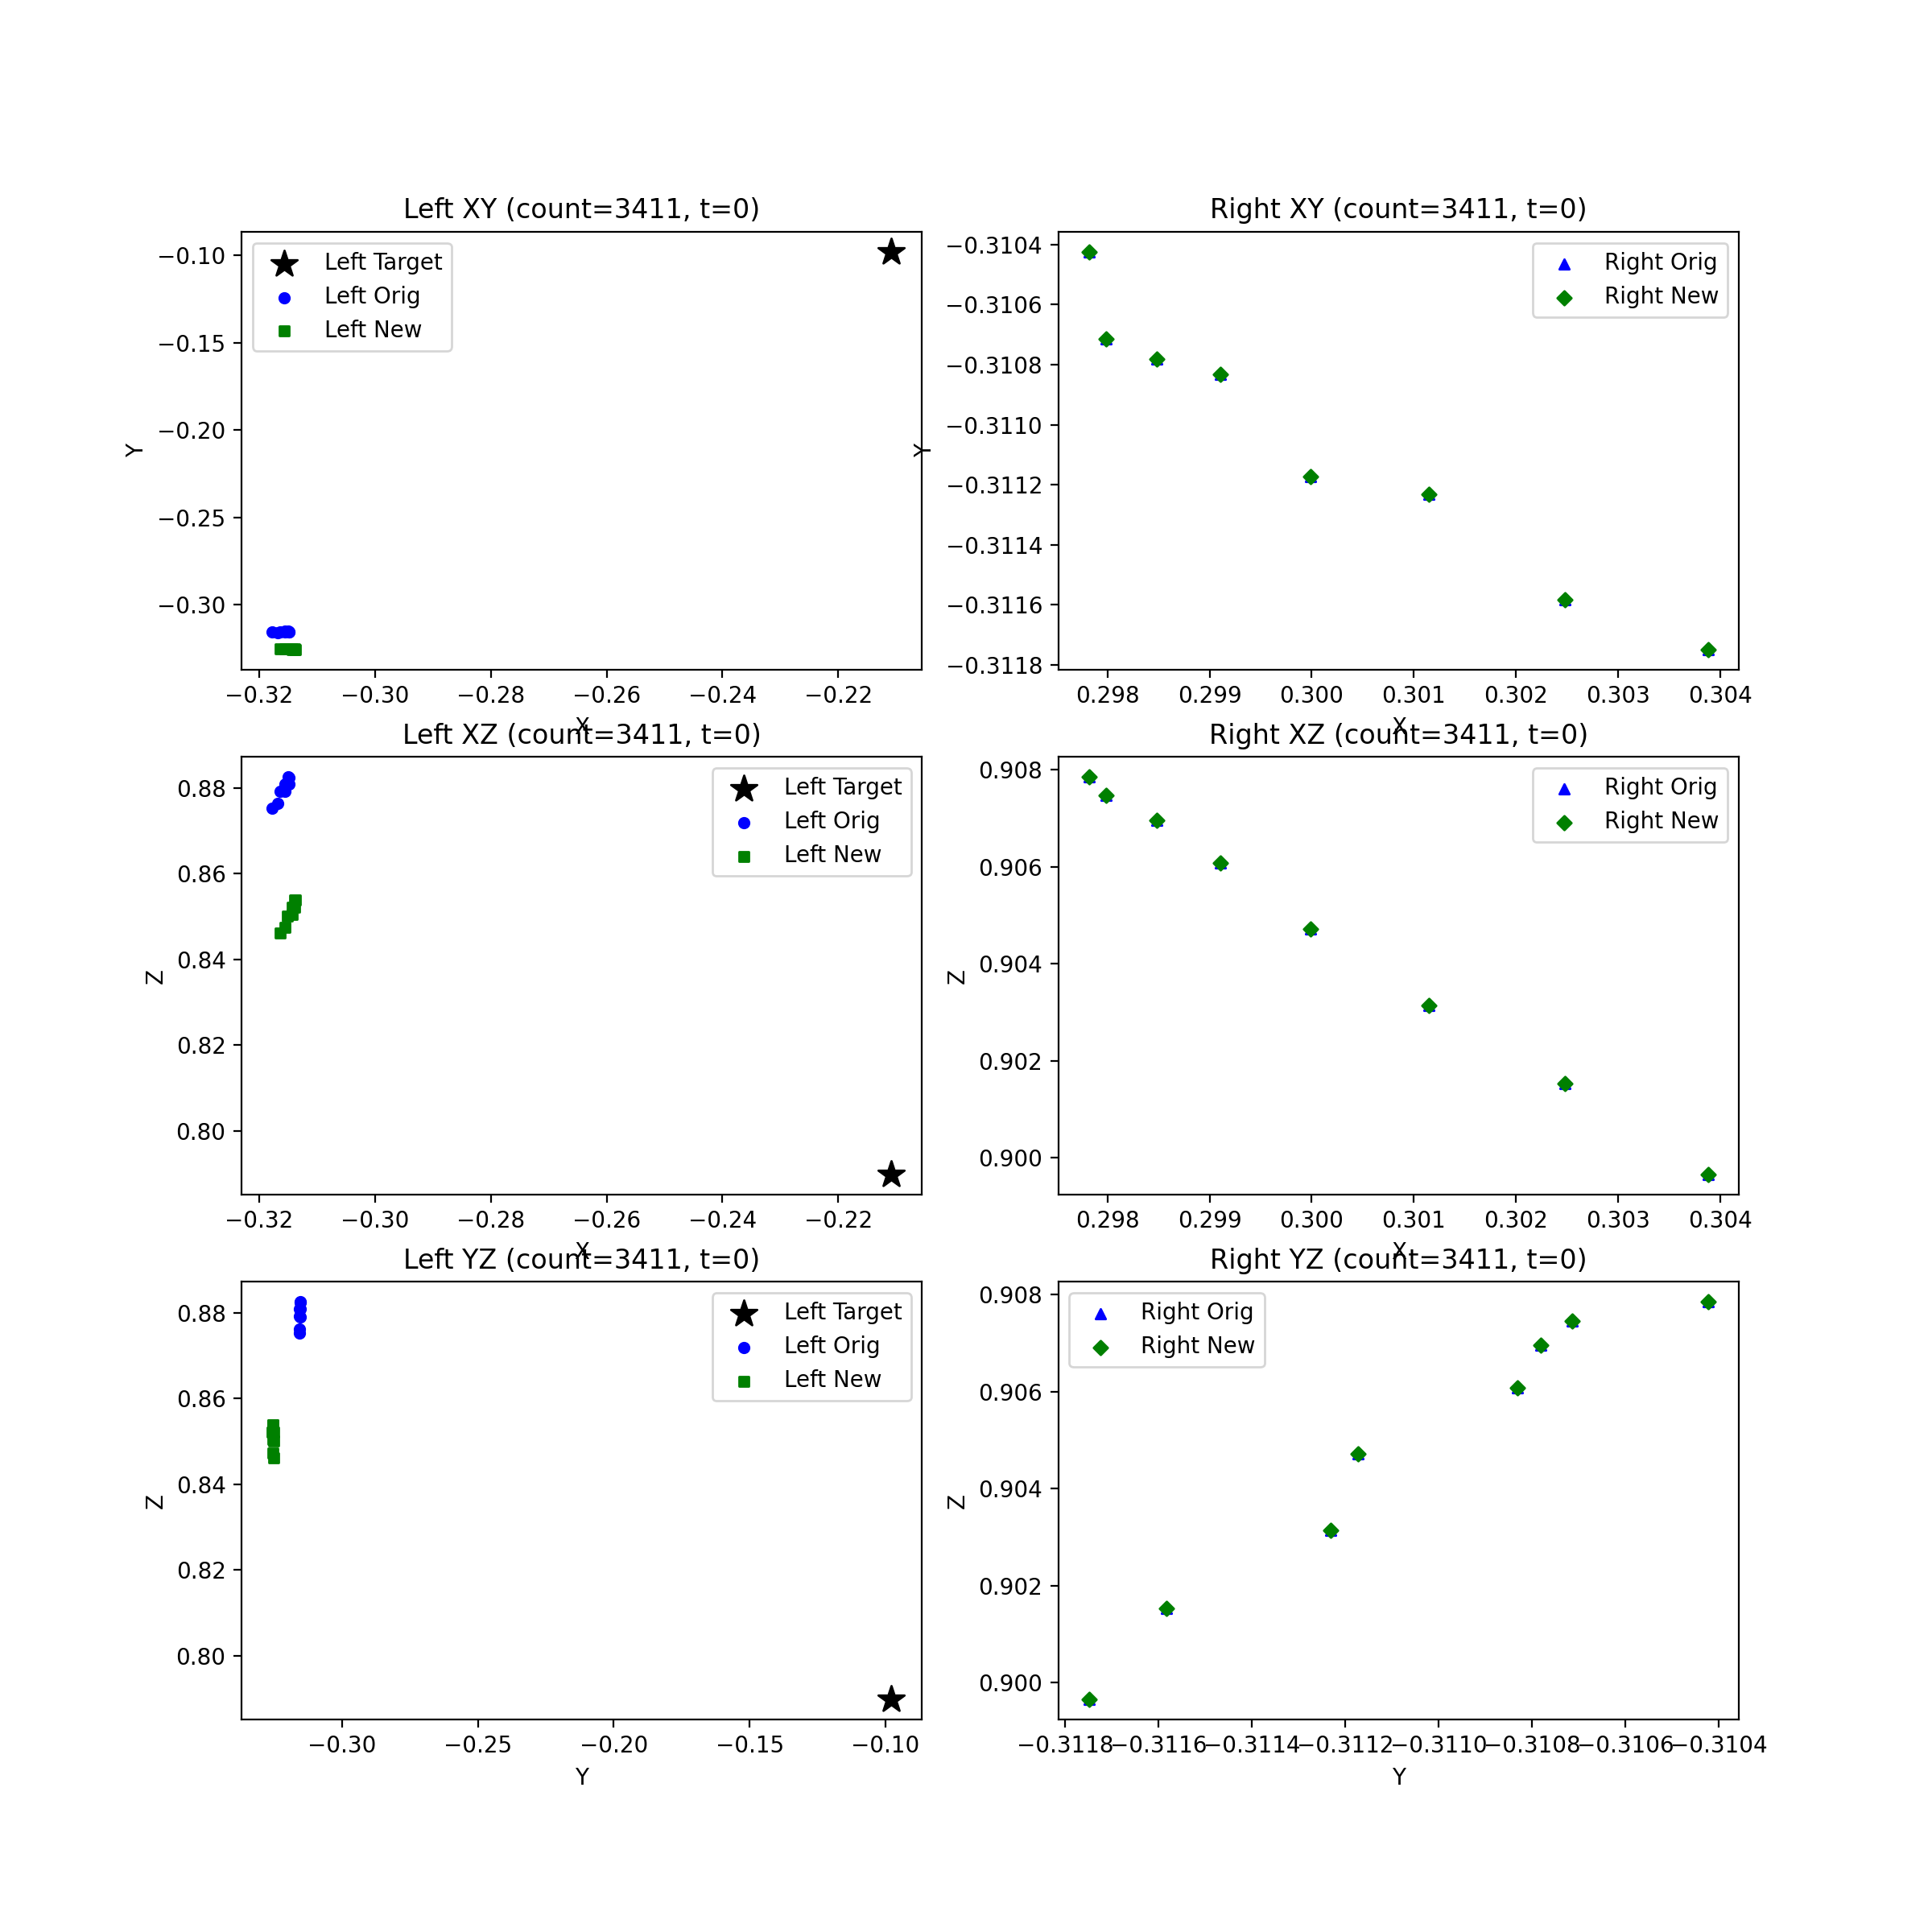 Left XY (count=3411, t=0)
Left Target
Left Orig
Left New
−0.10
−0.15
−0.20
−0.25
−0.30
Y
−0.32 −0.30 −0.28 −0.26 −0.24 −0.22
X
Right XY (count=3411, t=0)
Right Orig
Right New
−0.3104
−0.3106
−0.3108
−0.3110
−0.3112
−0.3114
−0.3116
−0.3118
Y
0.298 0.299 0.300 0.301 0.302 0.303 0.304
X
Left XZ (count=3411, t=0)
Left Target
Left Orig
Left New
0.88
0.86
0.84
0.82
0.80
Z
−0.32 −0.30 −0.28 −0.26 −0.24 −0.22
X
Right XZ (count=3411, t=0)
Right Orig
Right New
0.908
0.906
0.904
0.902
0.900
Z
0.298 0.299 0.300 0.301 0.302 0.303 0.304
X
Left YZ (count=3411, t=0)
Left Target
Left Orig
Left New
0.88
0.86
0.84
0.82
0.80
Z
−0.30 −0.25 −0.20 −0.15 −0.10
Y
Right YZ (count=3411, t=0)
Right Orig
Right New
0.908
0.906
0.904
0.902
0.900
Z
−0.3118 −0.3116 −0.3114 −0.3112 −0.3110 −0.3108 −0.3106 −0.3104
Y